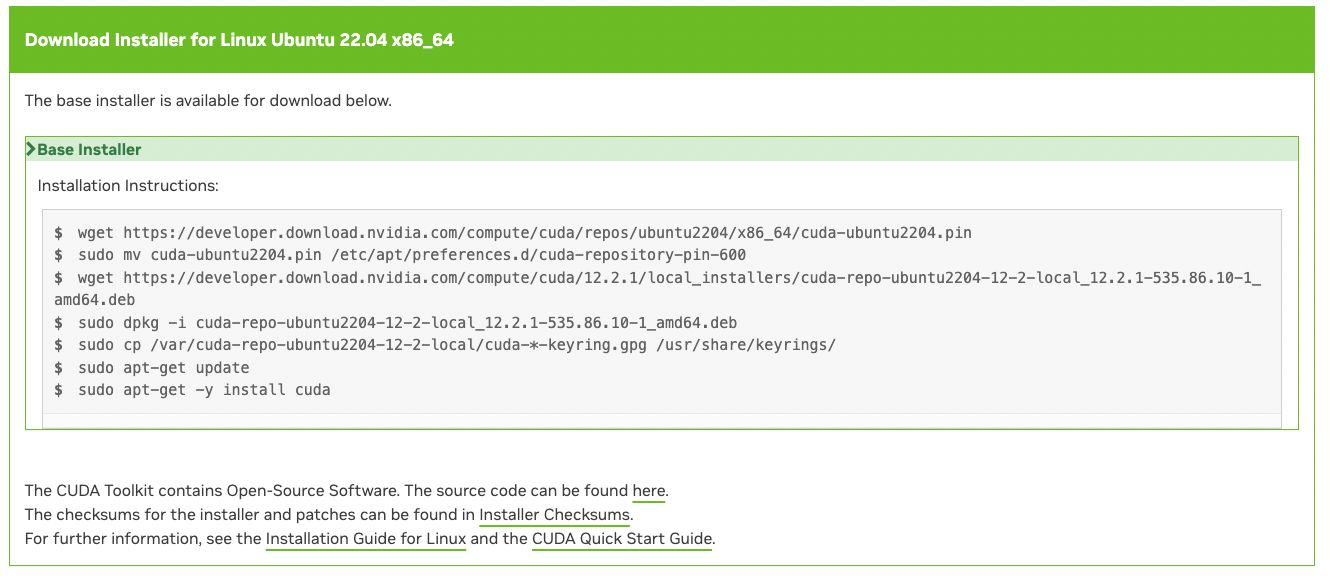 Download Installer for Linux Ubuntu 22.04 x86_64
The base installer is available for download below.
Base Installer
Installation Instructions:
$ wget https://developer.download.nvidia.com/compute/cuda/repos/ubuntu2204/x86_64/cuda-ubuntu2204.pin
$ sudo mv cuda-ubuntu2204.pin /etc/apt/preferences.d/cuda-repository-pin-600
$ wget https://developer.download.nvidia.com/compute/cuda/12.2.1/local_installers/cuda-repo-ubuntu2204-12-2-local_12.2.1-535.86.10-1_
amd64.deb
$ sudo dpkg -i cuda-repo-ubuntu2204-12-2-local_12.2.1-535.86.10-1_amd64.deb
$ sudo cp /var/cuda-repo-ubuntu2204-12-2-local/cuda-*-keyring.gpg /usr/share/keyrings/
$ sudo apt-get update
$ sudo apt-get -y install cuda
The CUDA Toolkit contains Open-Source Software. The source code can be found here.
The checksums for the installer and patches can be found in Installer Checksums.
For further information, see the Installation Guide for Linux and the CUDA Quick Start Guide.